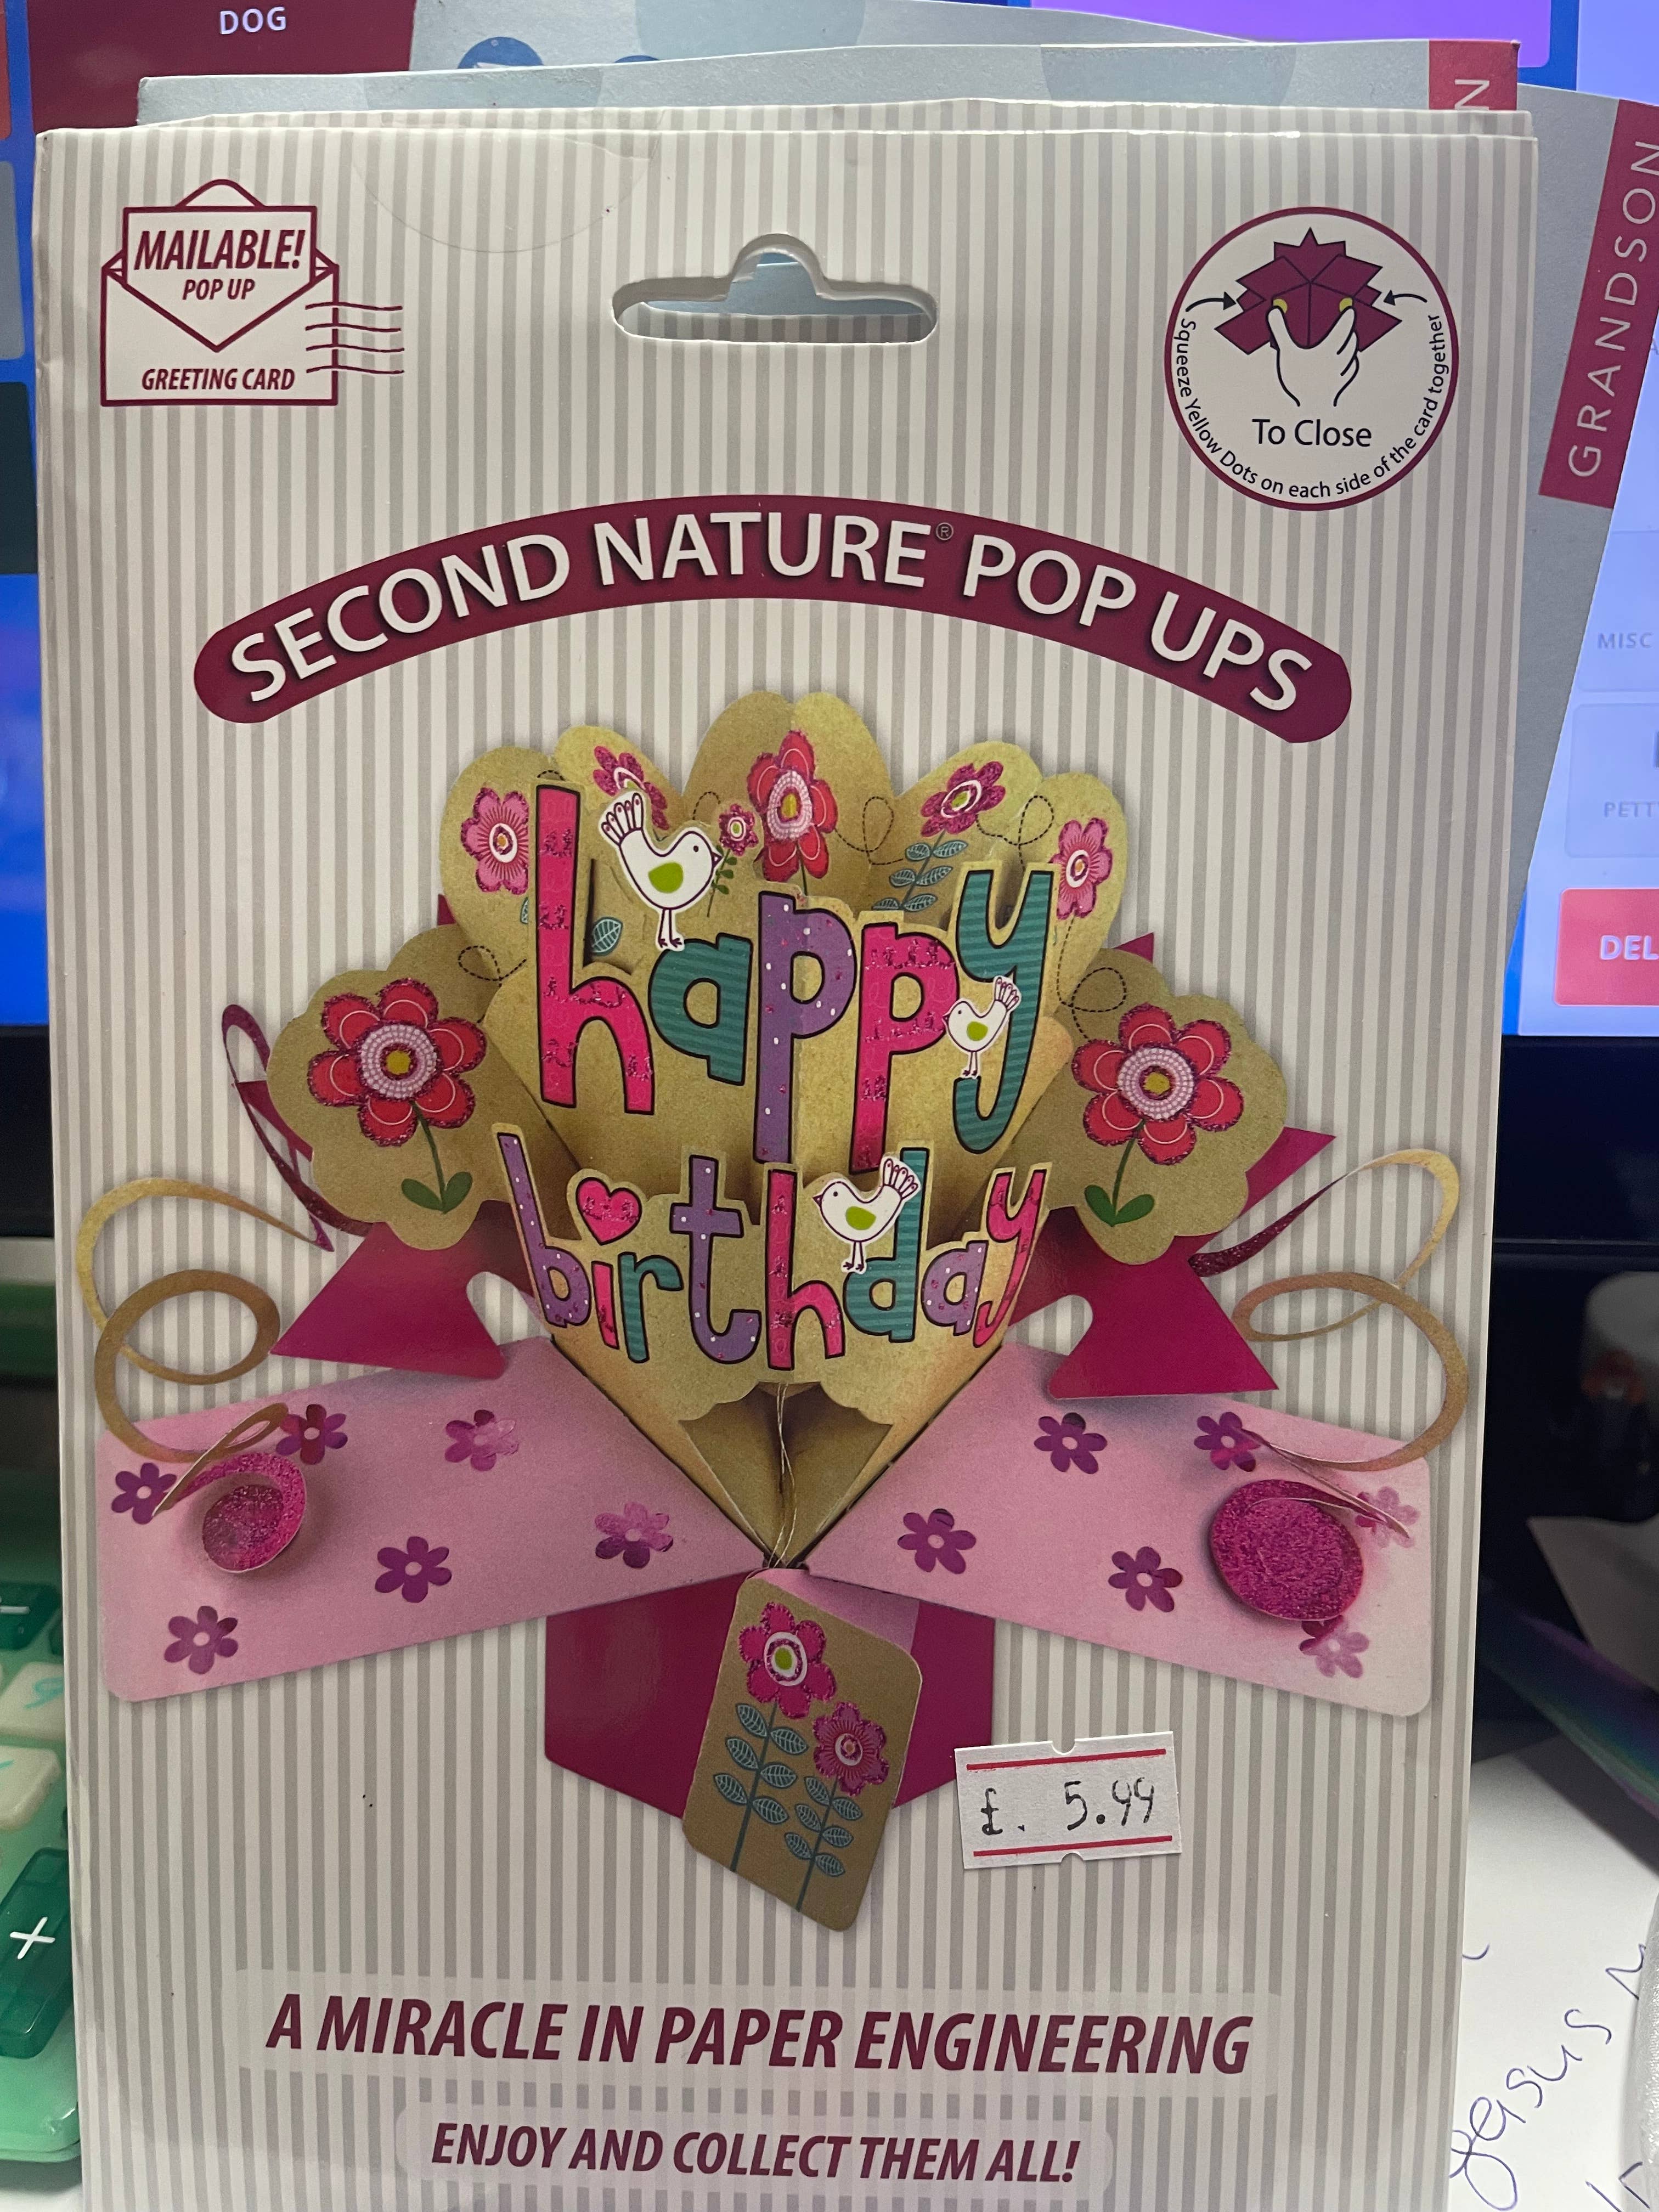 DOG
N
GRANDSON
MAILABLE!
POP UP
GREETING CARD
Squeeze Yellow Dots on each side of the card together
To Close
SECOND NATURE® POP UPS
MISC
PETT
DEL
happy
birthday
£. 5.99
A MIRACLE IN PAPER ENGINEERING
ENJOY AND COLLECT THEM ALL!
+